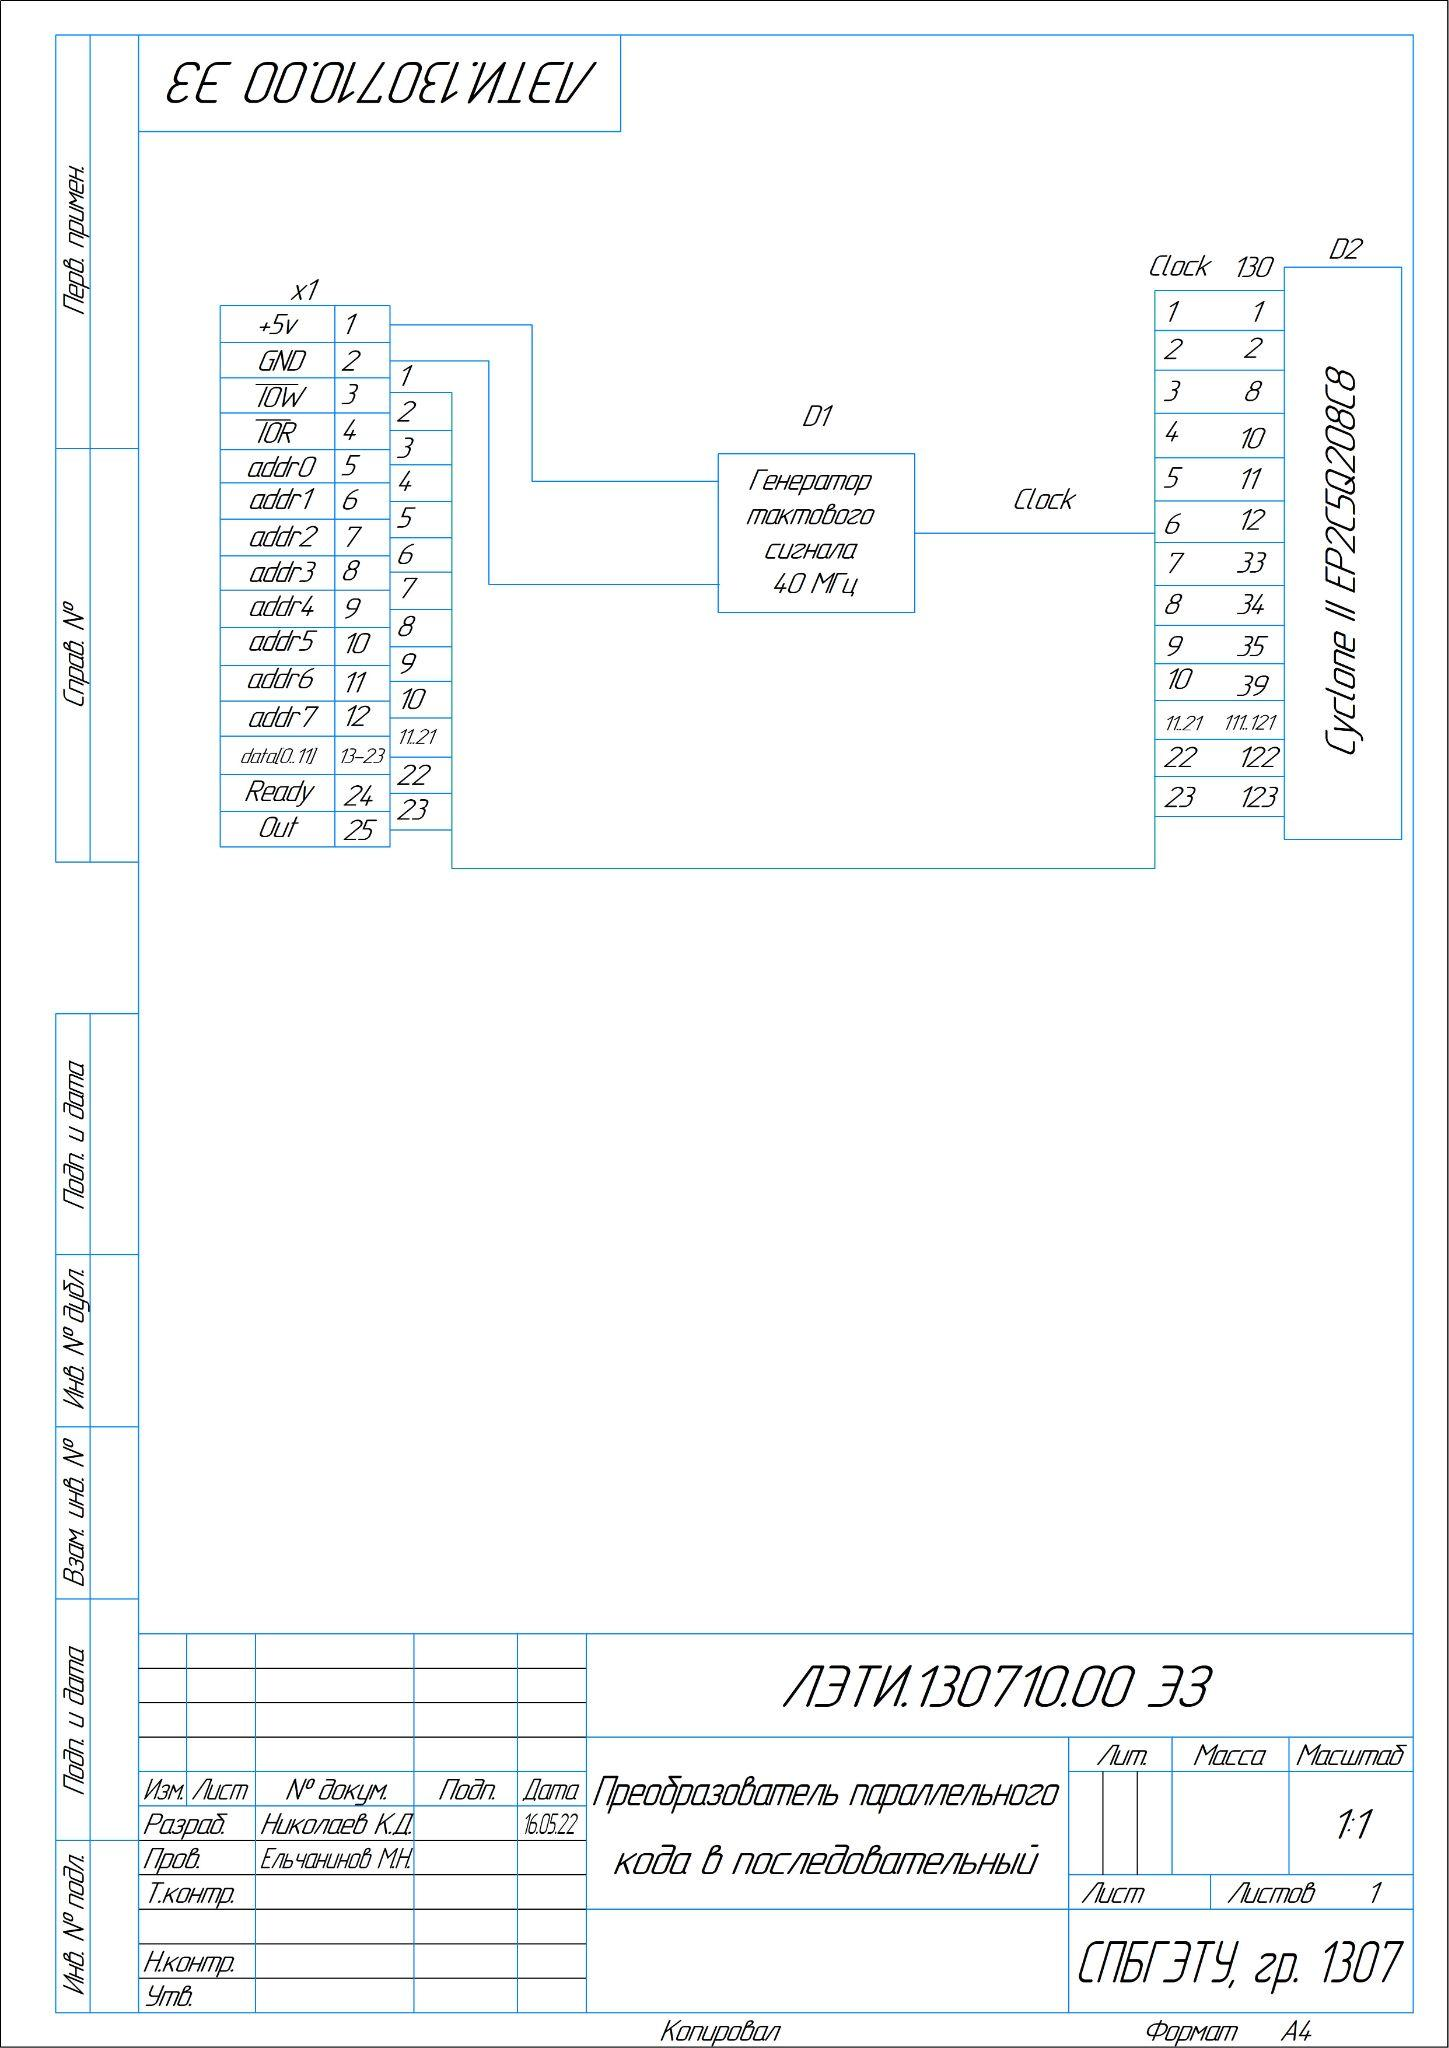 ЛЭТИ.130710.00 ЭЗ
Перв. примен.
Справ. №
Подп. и дата
Инв. № дубл.
Взам. инв. №
Подп. и дата
Инв. № подл.
x1
+5v 1
GND 2
IOW 3
IOR 4
addr0 5
addr1 6
addr2 7
addr3 8
addr4 9
addr5 10
addr6 11
addr7 12
data[0..11] 13-23
Ready 24
Out 25
1
2
3
4
5
6
7
8
9
10
11..21
22
23
D1
Генератор
тактового
сигнала
40 МГц
Clock
D2
Clock 130
1 1
2 2
3 8
4 10
5 11
6 12
7 33
8 34
9 35
10 39
11..21 111..121
22 122
23 123
Cyclone II EP2C5Q208C8
ЛЭТИ.130710.00 ЭЗ
Изм. Лист № докум. Подп. Дата
Разраб. Николаев К.Д. 16.05.22
Пров. Ельчанинов М.Н.
Т.контр.
Н.контр.
Утв.
Преобразователь параллельного
кода в последовательный
Лит. Масса Масштаб
1:1
Лист Листов 1
СПБГЭТУ, гр. 1307
Копировал Формат А4